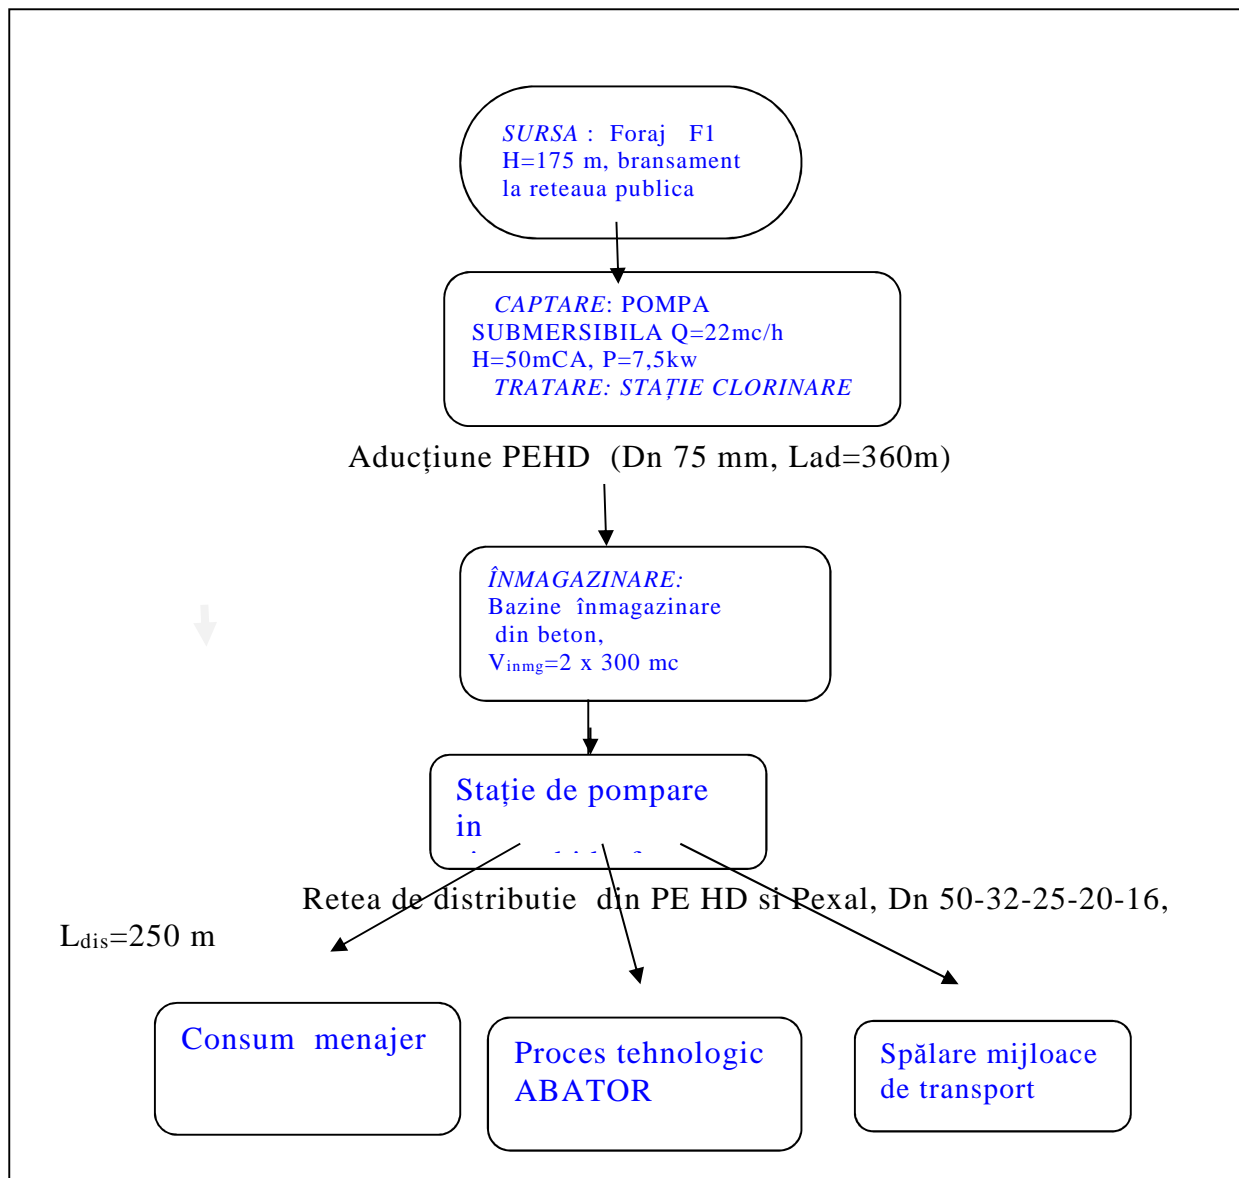 SURSA : Foraj F1
H=175 m, bransament
la reteaua publica
CAPTARE: POMPA
SUBMERSIBILA Q=22mc/h
H=50mCA, P=7,5kw
TRATARE: STAȚIE CLORINARE
Aducțiune PEHD (Dn 75 mm, Lad=360m)
ÎNMAGAZINARE:
Bazine înmagazinare
din beton,
Vinmg=2 x 300 mc
Stație de pompare
in
Retea de distributie din PE HD si Pexal, Dn 50-32-25-20-16,
Ldis=250 m
Consum menajer
Proces tehnologic
ABATOR
Spălare mijloace
de transport